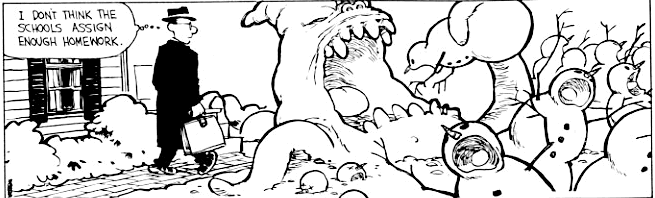 I DON'T THINK THE
SCHOOLS ASSIGN
ENOUGH HOMEWORK.